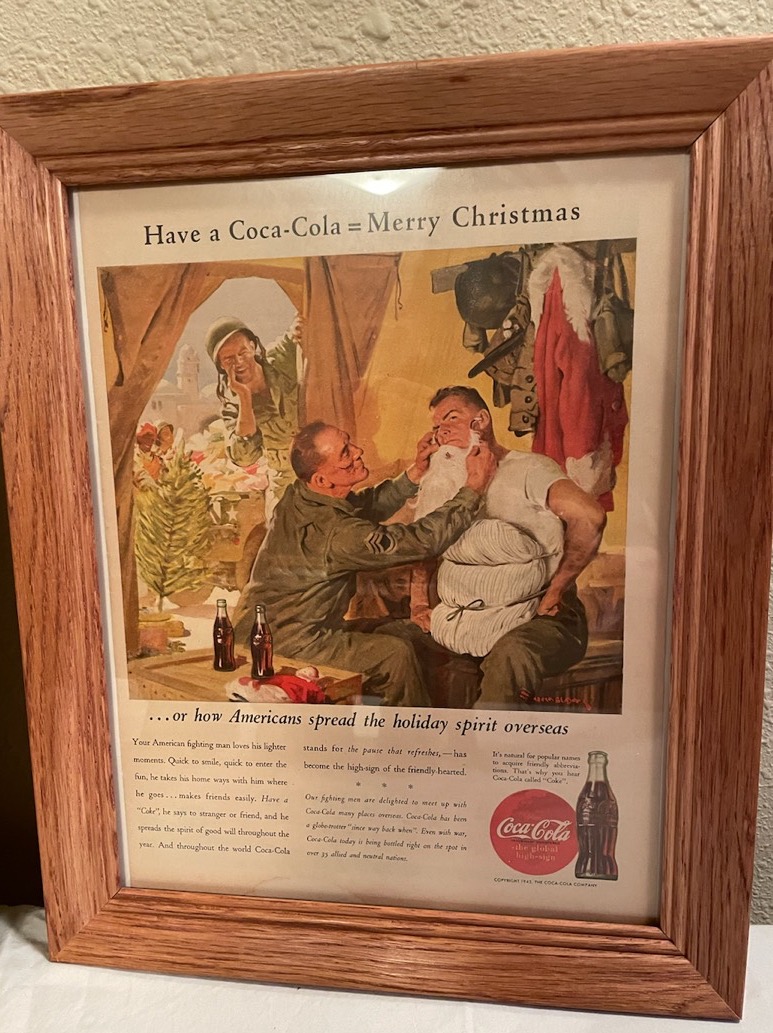 Have a Coca-Cola = Merry Christmas
...or how Americans spread the holiday spirit overseas
Your American fighting man loves his lighter
moments. Quick to smile, quick to enter the
fun, he takes his home ways with him where
he goes . . . makes friends easily. Have a
"Coke", he says to stranger or friend, and he
spreads the spirit of good will throughout the
year. And throughout the world Coca-Cola
stands for the pause that refreshes,—has
become the high-sign of the friendly-hearted.
* * *
Our fighting men are delighted to meet up with
Coca-Cola many places overseas. Coca-Cola has been
a globe-trotter "since way back when". Even with war,
Coca-Cola today is being bottled right on the spot in
over 35 allied and neutral nations.
It's natural for popular names
to acquire friendly abbrevia-
tions. That's why you hear
Coca-Cola called "Coke".
Coca-Cola
-the global
high-sign
COPYRIGHT 1943, THE COCA-COLA COMPANY